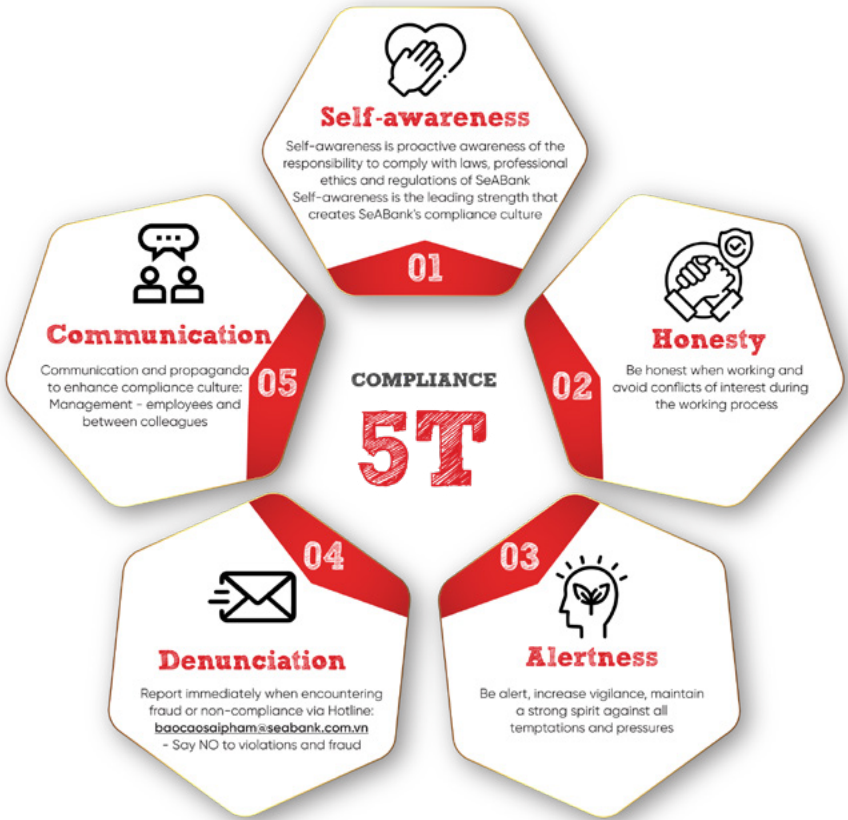 Self-awareness
Self-awareness is proactive awareness of the
responsibility to comply with laws, professional
ethics and regulations of SeABank
Self-awareness is the leading strength that
creates SeABank's compliance culture
01
Honesty
Be honest when working and
avoid conflicts of interest during
the working process
02
03
Alertness
Be alert, increase vigilance, maintain
a strong spirit against all
temptations and pressures
04
Denunciation
Report immediately when encountering
fraud or non-compliance via Hotline:
baocaosaipham@seabank.com.vn
- Say NO to violations and fraud
Communication
Communication and propaganda
to enhance compliance culture:
Management - employees and
between colleagues
05
COMPLIANCE
5T